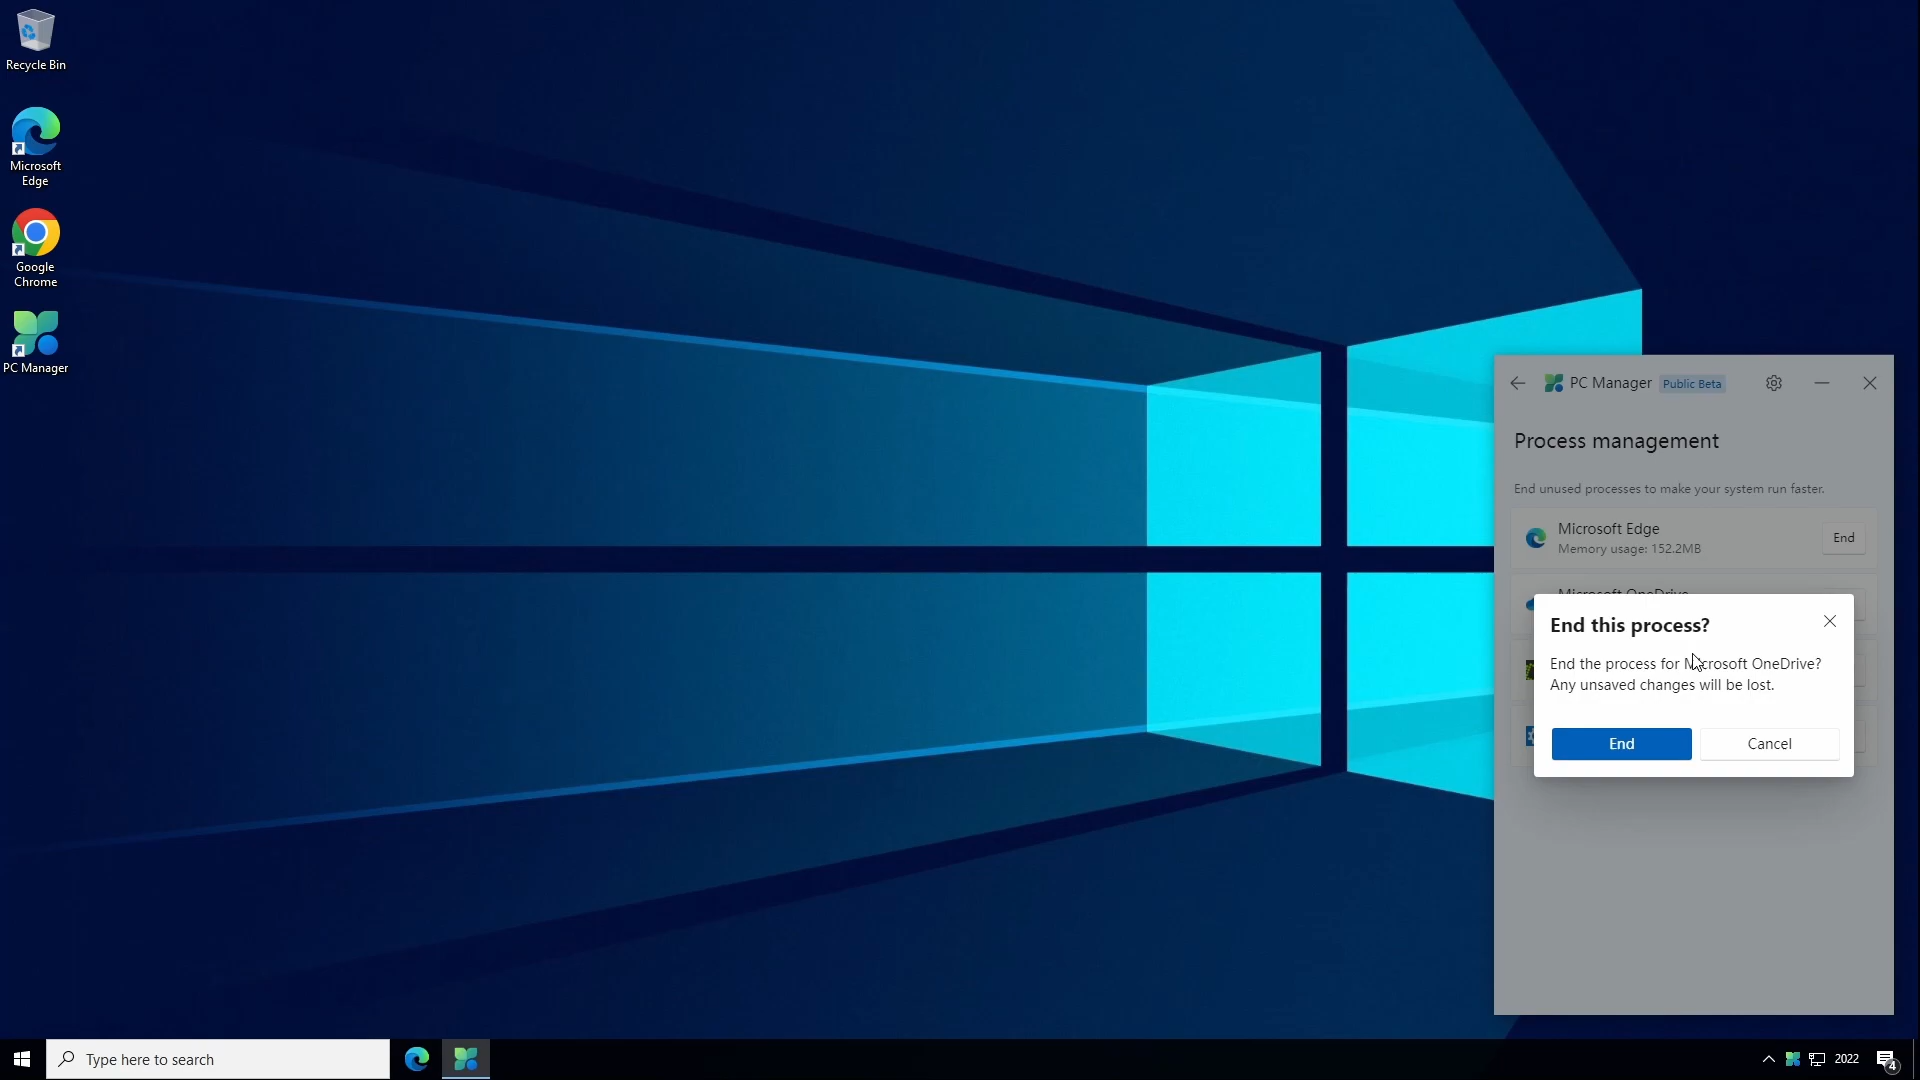 Recycle Bin
Microsoft
Edge
Google
Chrome
PC Manager
PC Manager Public Beta
Process management
End unused processes to make your system run faster.
Microsoft Edge
Memory usage: 152.2MB
End
Microsoft OneDrive
End this process?
End the process for Microsoft OneDrive?
Any unsaved changes will be lost.
End
Cancel
Type here to search
2022
4